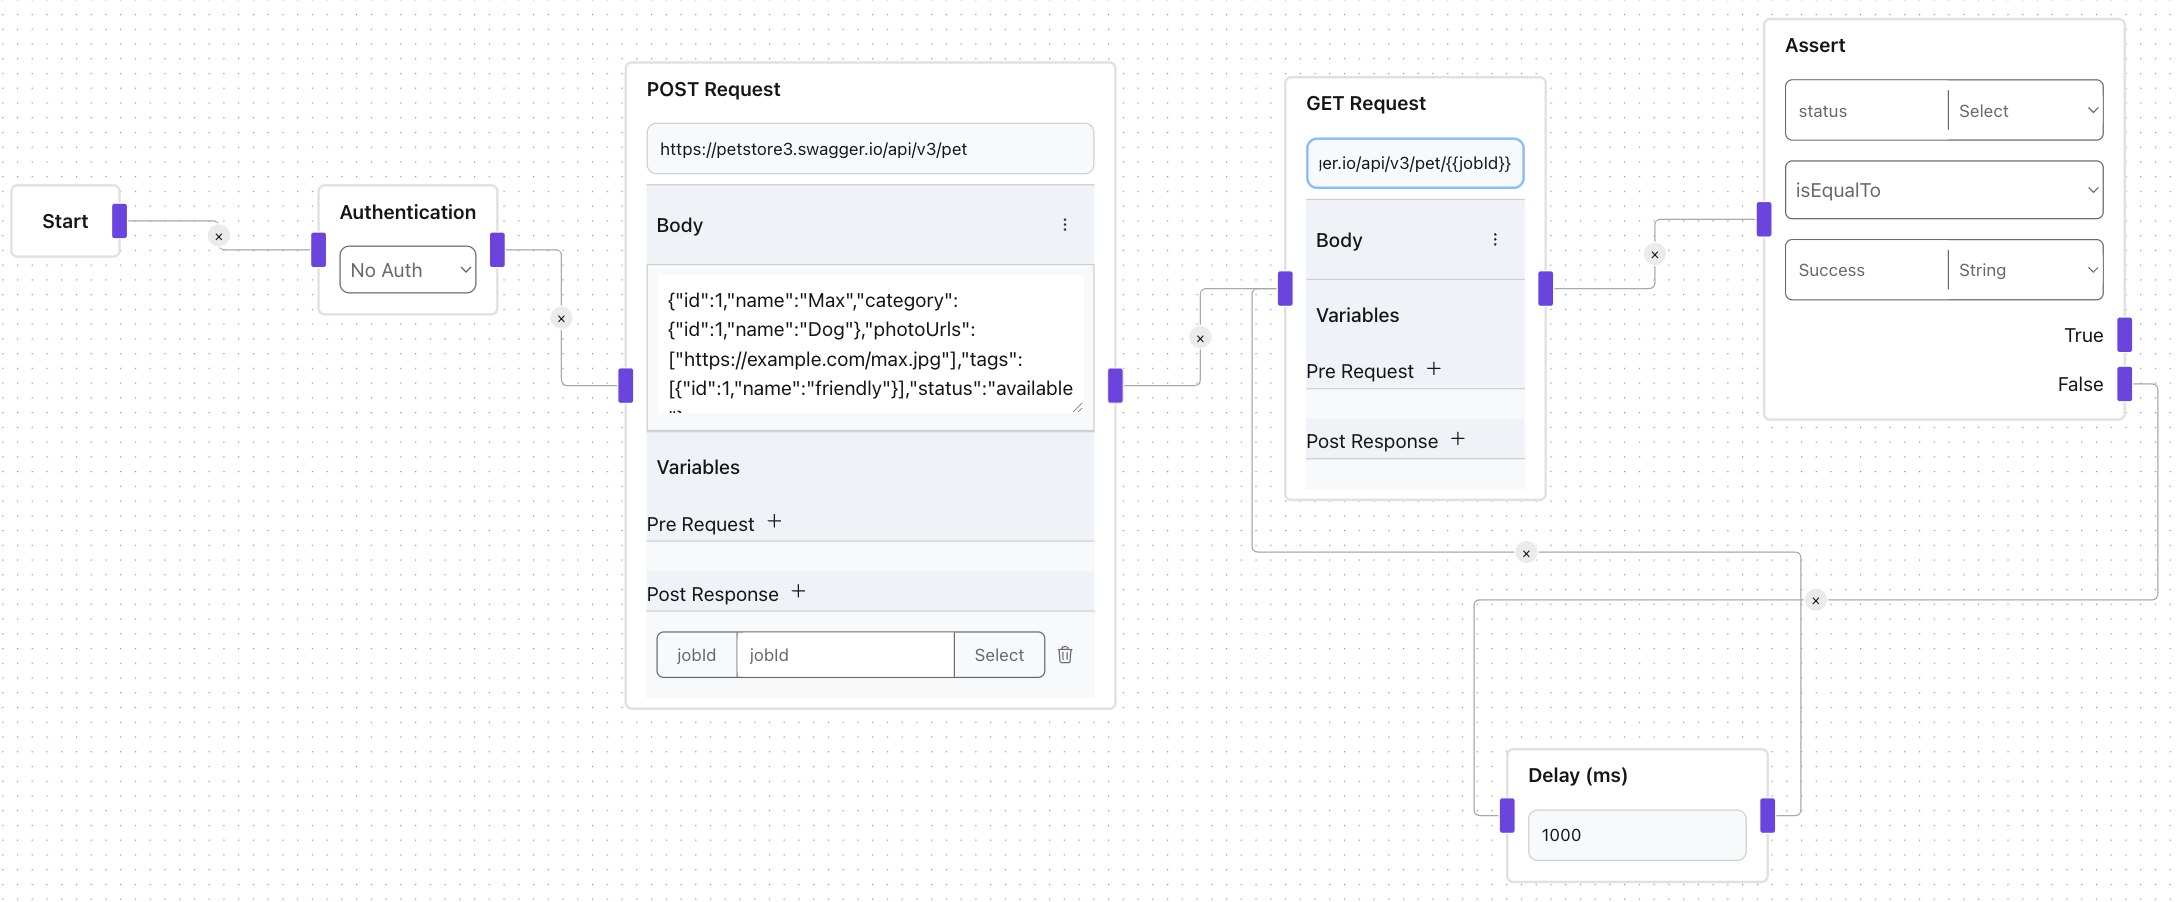 Start
Authentication
No Auth
POST Request
https://petstore3.swagger.io/api/v3/pet
Body
{"id":1,"name":"Max","category":
{"id":1,"name":"Dog"},"photoUrls":
["https://example.com/max.jpg"],"tags":
[{"id":1,"name":"friendly"}],"status":"available
"}
Variables
Pre Request +
Post Response +
jobId jobId Select
GET Request
ger.io/api/v3/pet/{{jobId}}
Body
Variables
Pre Request +
Post Response +
Assert
status Select
isEqualTo
Success String
True
False
Delay (ms)
1000